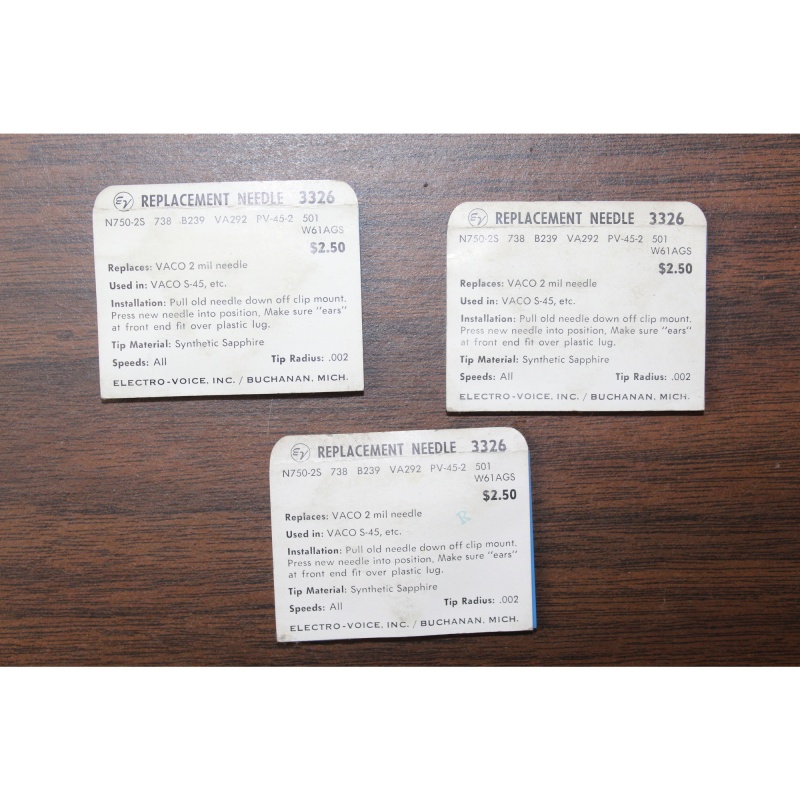 EV REPLACEMENT NEEDLE 3326
N750-2S 738 B239 VA292 PV-45-2 501
W61AGS
$2.50
Replaces: VACO 2 mil needle
Used in: VACO S-45, etc.
Installation: Pull old needle down off clip mount.
Press new needle into position, Make sure "ears"
at front end fit over plastic lug.
Tip Material: Synthetic Sapphire
Speeds: All Tip Radius: .002
ELECTRO-VOICE, INC. / BUCHANAN, MICH.
EV REPLACEMENT NEEDLE 3326
N750-2S 738 B239 VA292 PV-45-2 501
W61AGS
$2.50
Replaces: VACO 2 mil needle
Used in: VACO S-45, etc.
Installation: Pull old needle down off clip mount.
Press new needle into position, Make sure "ears"
at front end fit over plastic lug.
Tip Material: Synthetic Sapphire
Speeds: All Tip Radius: .002
ELECTRO-VOICE, INC. / BUCHANAN, MICH.
EV REPLACEMENT NEEDLE 3326
N750-2S 738 B239 VA292 PV-45-2 501
W61AGS
$2.50
Replaces: VACO 2 mil needle
R
Used in: VACO S-45, etc.
Installation: Pull old needle down off clip mount.
Press new needle into position, Make sure "ears"
at front end fit over plastic lug.
Tip Material: Synthetic Sapphire
Speeds: All Tip Radius: .002
ELECTRO-VOICE, INC. / BUCHANAN, MICH.